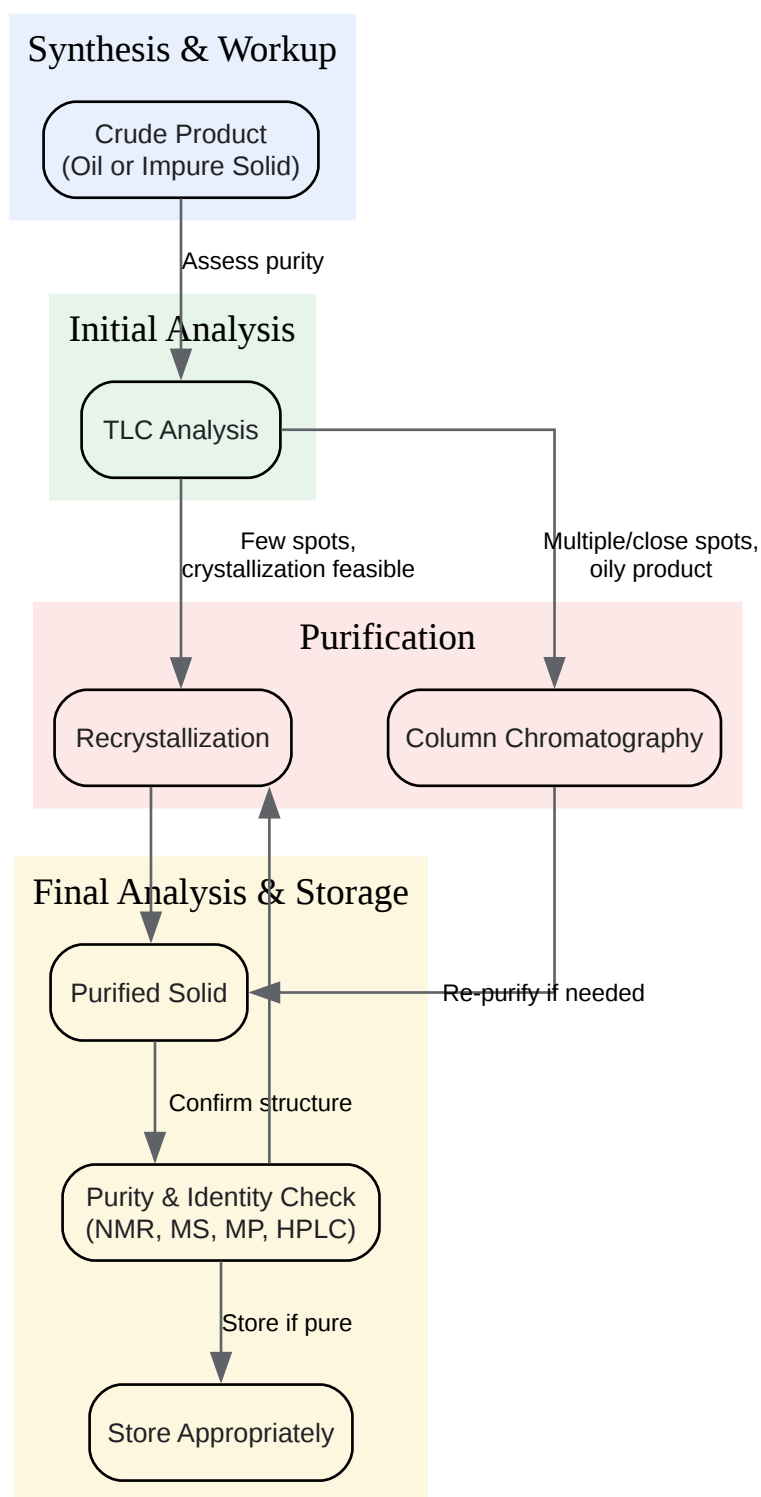 Synthesis & Workup
Crude Product
(Oil or Impure Solid)
Assess purity
Initial Analysis
TLC Analysis
Few spots,
crystallization feasible
Multiple/close spots,
oily product
Purification
Recrystallization
Column Chromatography
Final Analysis & Storage
Purified Solid
Re-purify if needed
Confirm structure
Purity & Identity Check
(NMR, MS, MP, HPLC)
Store if pure
Store Appropriately